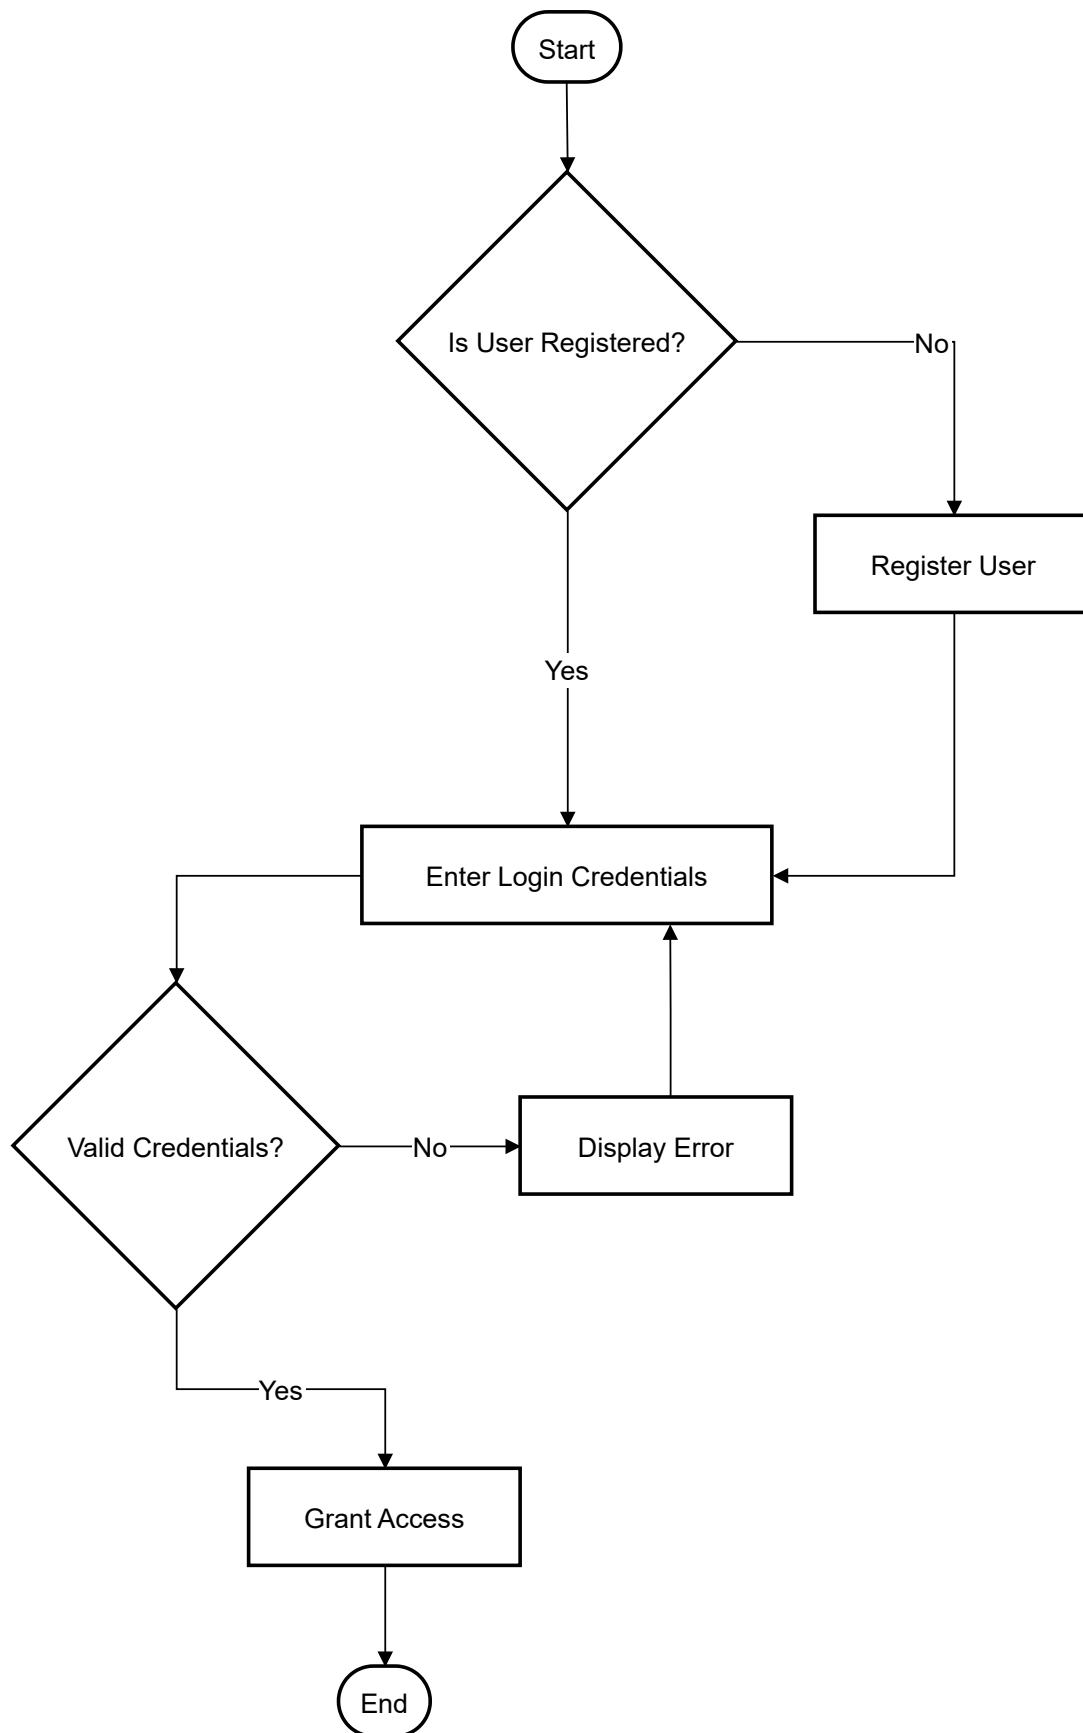 Start
Is User Registered?
No
Register User
Yes
Enter Login Credentials
Valid Credentials?
No
Display Error
Yes
Grant Access
End